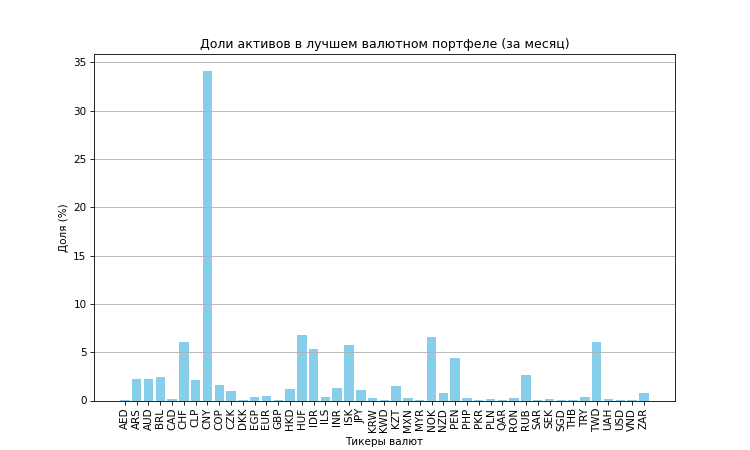 Доли активов в лучшем валютном портфеле (за месяц)
Доля (%)
35
30
25
20
15
10
5
0
AED ARS AUD BRL CAD CHF CLP CNY COP CZK DKK EGP EUR GBP HKD HUF IDR ILS INR ISK JPY KRW KWD KZT MXN MYR NOK NZD PEN PHP PKR PLN QAR RON RUB SAR SEK SGD THB TRY TWD UAH USD VND ZAR
Тикеры валют